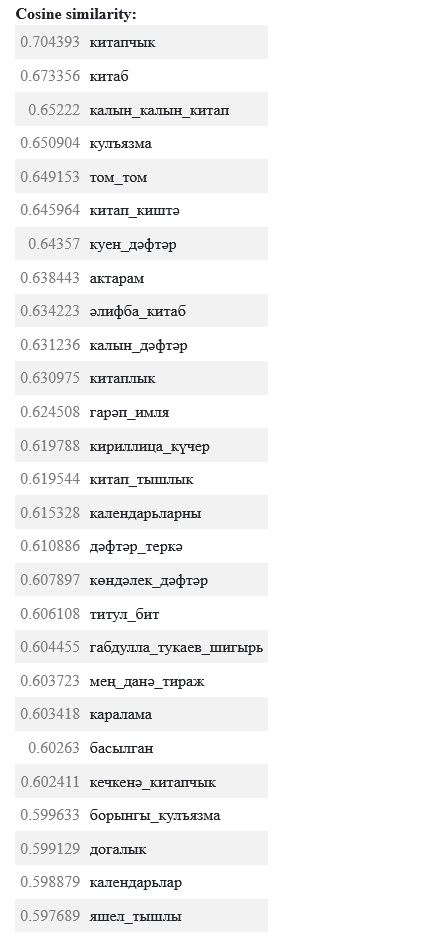 Cosine similarity:
0.704393 китапчык
0.673356 китаб
0.65222 калын_калын_китап
0.650904 кулъязма
0.649153 том_том
0.645964 китап_киштә
0.64357 куен_дәфтәр
0.638443 актарам
0.634223 әлифба_китаб
0.631236 калын_дәфтәр
0.630975 китаплык
0.624508 гарәп_имля
0.619788 кириллица_күчер
0.619544 китап_тышлык
0.615328 календарьларны
0.610886 дәфтәр_теркә
0.607897 көндәлек_дәфтәр
0.606108 титул_бит
0.604455 габдулла_тукаев_шигырь
0.603723 мең_данә_тираж
0.603418 каралама
0.60263 басылган
0.602411 кечкенә_китапчык
0.599633 борынгы_кулъязма
0.599129 догалык
0.598879 календарьлар
0.597689 яшел_тышлы